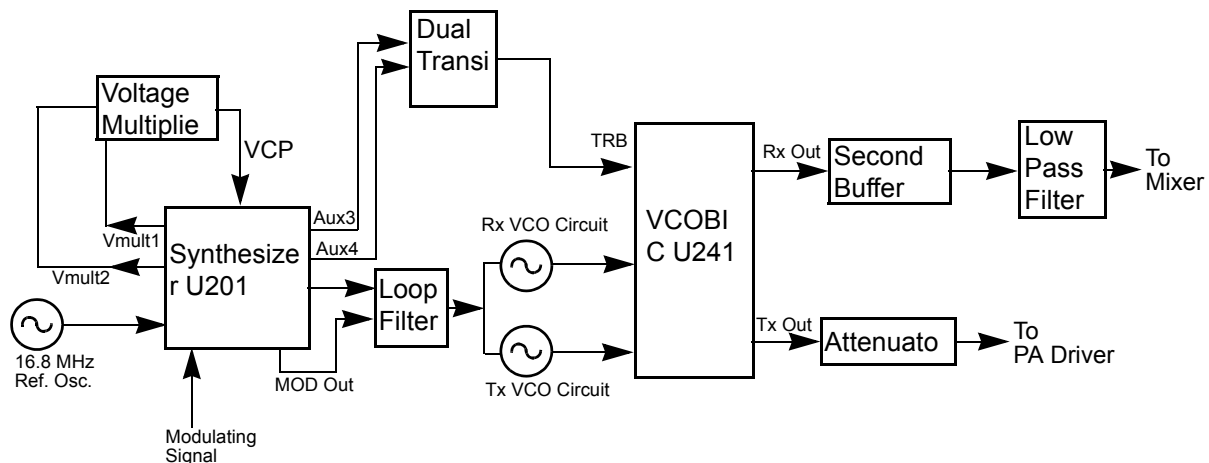 Dual
Transi
Voltage
Multiplie
VCP
TRB
Rx Out
Second
Buffer
Low
Pass
Filter
To
Mixer
Vmult1
Vmult2
Synthesize
r U201
Aux3
Aux4
Rx VCO Circuit
VCOBI
C U241
Loop
Filter
16.8 MHz
Ref. Osc.
MOD Out
Tx VCO Circuit
Tx Out
Attenuato
To
PA Driver
Modulating
Signal